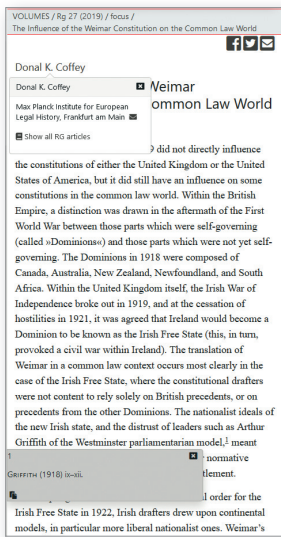 VOLUMES / Rg 27 (2019) / focus /
The Influence of the Weimar Constitution on the Common Law World
Donal K. Coffey
Donal K. Coffey
Weimar
Max Planck Institute for European
Legal History, Frankfurt am Main
ommon Law World
Show all RG articles
9 did not directly influence
the constitutions of either the United Kingdom or the United
States of America, but it did still have an influence on some
constitutions in the common law world. Within the British
Empire, a distinction was drawn in the aftermath of the First
World War between those parts which were self-governing
(called »Dominions«) and those parts which were not yet self-
governing. The Dominions in 1918 were composed of
Canada, Australia, New Zealand, Newfoundland, and South
Africa. Within the United Kingdom itself, the Irish War of
Independence broke out in 1919, and at the cessation of
hostilities in 1921, it was agreed that Ireland would become a
Dominion to be known as the Irish Free State (this, in turn,
provoked a civil war within Ireland). The translation of
Weimar in a common law context occurs most clearly in the
case of the Irish Free State, where the constitutional drafters
were not content to rely solely on British precedents, or on
precedents from the other Dominions. The nationalist ideals of
the new Irish state, and the distrust of leaders such as Arthur
Griffith of the Westminster parliamentarian model,1 meant
1
normative
Griffith (1918) ix–xii.
tlement.
l order for the
Irish Free State in 1922, Irish drafters drew upon continental
models, in particular more liberal nationalist ones. Weimar’s